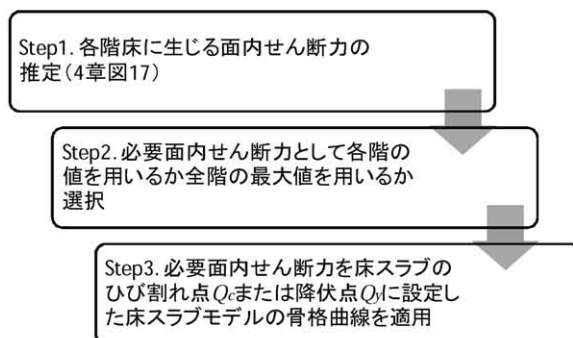 Step1. 各階床に生じる面内せん断力の
推定(4章図17)
Step2. 必要面内せん断力として各階の
値を用いるか全階の最大値を用いるか
選択
Step3. 必要面内せん断力を床スラブの
ひび割れ点Qcまたは降伏点Qyに設定し
た床スラブモデルの骨格曲線を適用